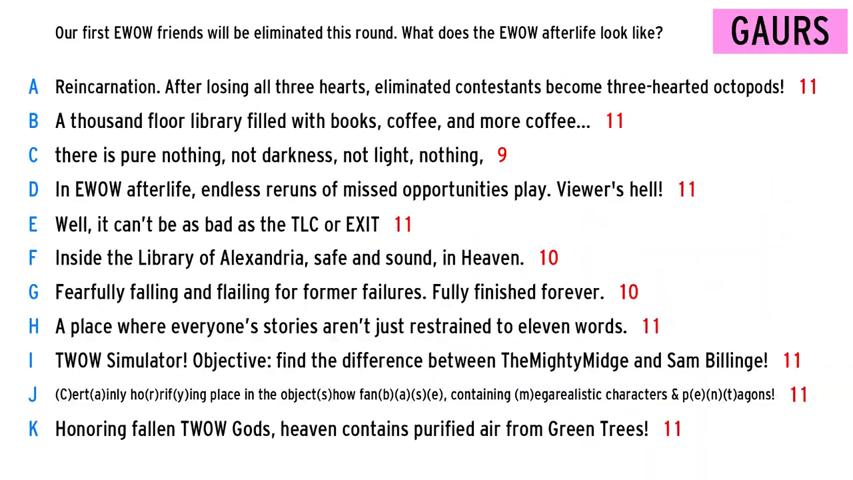 Our first EWOW friends will be eliminated this round. What does the EWOW afterlife look like?
GAURS
A Reincarnation. After losing all three hearts, eliminated contestants become three-hearted octopods! 11
B A thousand floor library filled with books, coffee, and more coffee... 11
C there is pure nothing, not darkness, not light, nothing, 9
D In EWOW afterlife, endless reruns of missed opportunities play. Viewer's hell! 11
E Well, it can't be as bad as the TLC or EXIT 11
F Inside the Library of Alexandria, safe and sound, in Heaven. 10
G Fearfully falling and flailing for former failures. Fully finished forever. 10
H A place where everyone's stories aren't just restrained to eleven words. 11
I TWOW Simulator! Objective: find the difference between TheMightyMidge and Sam Billinge! 11
J (C)ert(a)inly ho(r)rif(y)ing place in the object(s)how fan(b)(a)(s)(e), containing (m)egarealistic characters & p(e)(n)(t)agons! 11
K Honoring fallen TWOW Gods, heaven contains purified air from Green Trees! 11